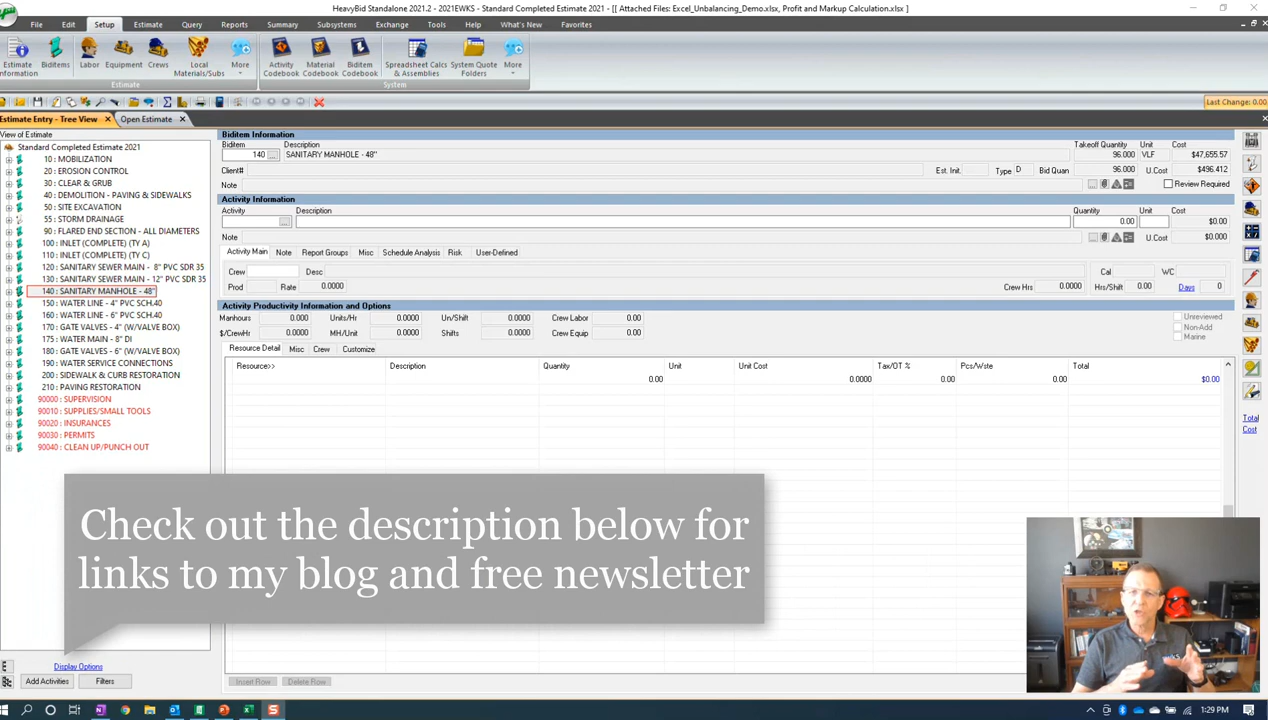 HeavyBid Standalone 2021.2 - 2021EWKS - Standard Completed Estimate 2021 - [[ Attached Files: Excel_Unbalancing_Demo.xlsx, Profit and Markup Calculation.xlsx ]
File Edit Setup Estimate Query Reports Summary Subsystems Exchange Tools Help What's New Favorites
Estimate Information Biditems Labor Equipment Crews Local Materials/Subs More Activity Codebook Material Codebook Biditem Codebook Spreadsheet Calcs & Assemblies System Quote Folders More
Estimate System
Last Change: 0.00
Estimate Entry - Tree View Open Estimate
View of Estimate
Standard Completed Estimate 2021
10 : MOBILIZATION
20 : EROSION CONTROL
30 : CLEAR & GRUB
40 : DEMOLITION - PAVING & SIDEWALKS
50 : SITE EXCAVATION
55 : STORM DRAINAGE
90 : FLARED END SECTION - ALL DIAMETERS
100 : INLET (COMPLETE) (TY A)
110 : INLET (COMPLETE) (TY C)
120 : SANITARY SEWER MAIN - 8" PVC SDR 35
130 : SANITARY SEWER MAIN - 12" PVC SDR 35
140 : SANITARY MANHOLE - 48"
150 : WATER LINE - 4" PVC SCH.40
160 : WATER LINE - 6" PVC SCH.40
170 : GATE VALVES - 4" (W/VALVE BOX)
175 : WATER MAIN - 8" DI
180 : GATE VALVES - 6" (W/VALVE BOX)
190 : WATER SERVICE CONNECTIONS
200 : SIDEWALK & CURB RESTORATION
210 : PAVING RESTORATION
90000 : SUPERVISION
90010 : SUPPLIES/SMALL TOOLS
90020 : INSURANCES
90030 : PERMITS
90040 : CLEAN UP/PUNCH OUT
Display Options
Add Activities Filters
Biditem Information
Biditem Description Takeoff Quantity Unit Cost
140 SANITARY MANHOLE - 48" 96.000 VLF $47,655.57
Client# Est. Init. Type D Bid Quan 96.000 U.Cost $496.412
Note Review Required
Activity Information
Activity Description Quantity Unit Cost
0.00 $0.00
Note U.Cost $0.000
Activity Main Note Report Groups Misc Schedule Analysis Risk User-Defined
Crew Desc Cal WC
Prod Rate 0.0000 Crew Hrs 0.0000 Hrs/Shift 0.00 Days 0
Activity Productivity Information and Options
Manhours 0.000 Units/Hr 0.0000 Un/Shift 0.0000 Crew Labor 0.00 Unreviewed
Non-Add
$/CrewHr 0.0000 MH/Unit 0.0000 Shifts 0.0000 Crew Equip 0.00 Marine
Resource Detail Misc Crew Customize
Resource>> Description Quantity Unit Unit Cost Tax/OT % Pcs/Wste Total
0.00 0.0000 0.00 0.00 $0.00
Total Cost
Check out the description below for
links to my blog and free newsletter
Insert Row Delete Row
1:29 PM